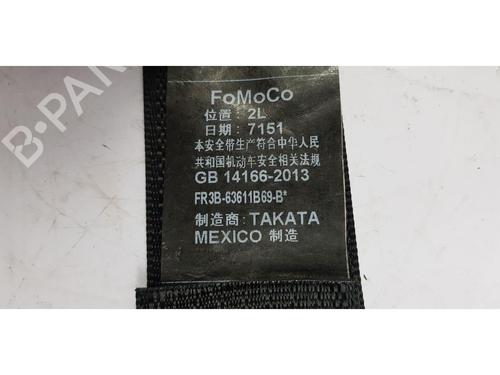 FoMoCo
位置: 2L
日期: 7151
本安全带生产符合中华人民
共和国机动车安全相关法规
GB 14166-2013
FR3B-63611B69-B*
制造商: TAKATA
MEXICO 制造
B-PARTS